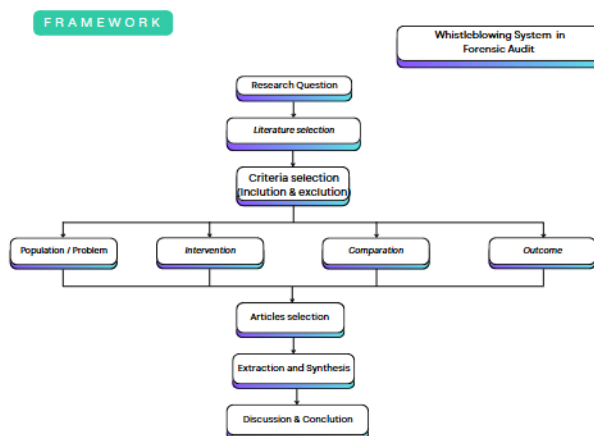 FRAMEWORK
Whistleblowing System in
Forensic Audit
Research Question
Literature selection
Criteria selection
(inclution & exclution)
Population / Problem
Intervention
Comparation
Outcome
Articles selection
Extraction and Synthesis
Discussion & Conclution